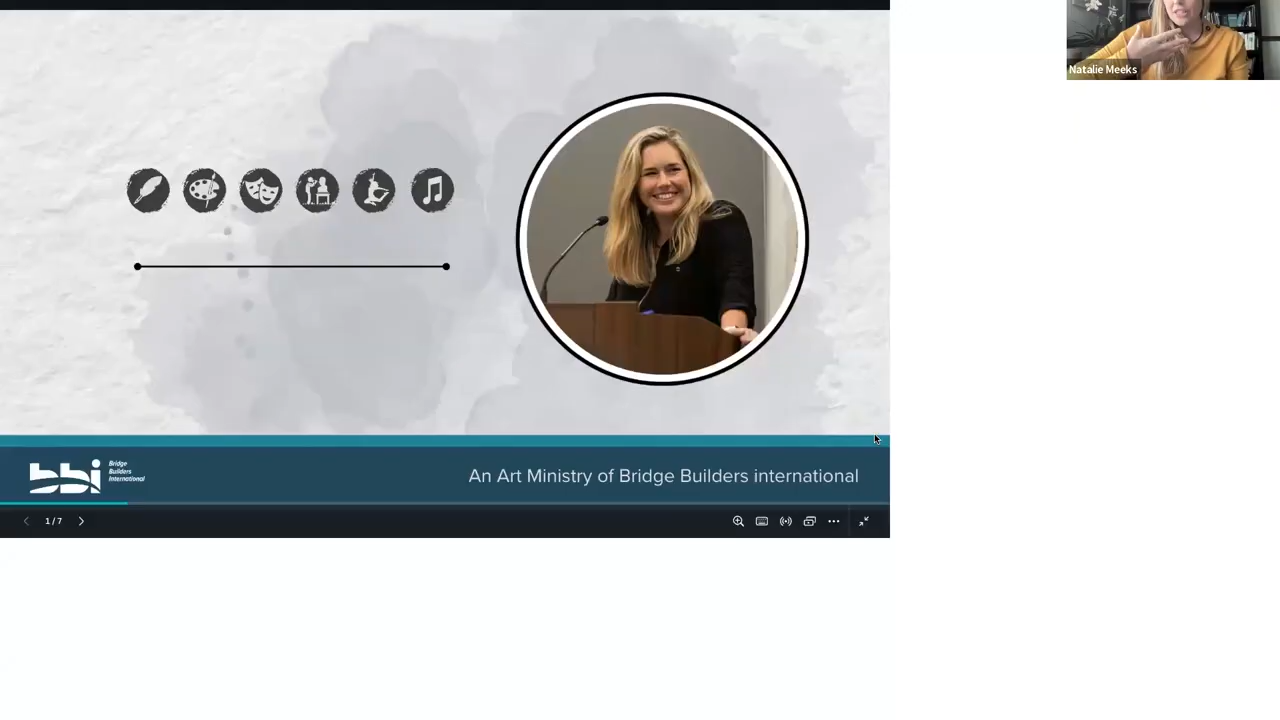 Natalie Meeks
bbi
Bridge
Builders
International
An Art Ministry of Bridge Builders international
1/7